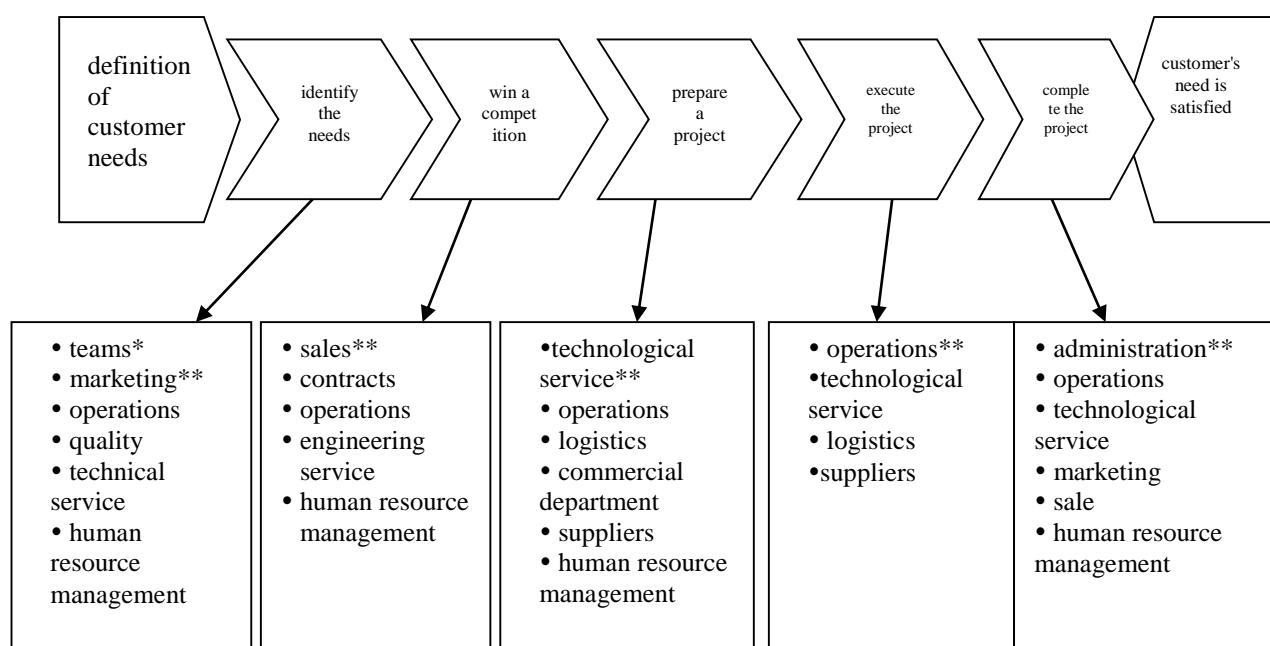 definition
of
customer
needs
identify
the
needs
win a
compet
ition
prepare
a
project
execute
the
project
comple
te the
project
customer's
need is
satisfied
• teams*
• marketing**
• operations
• quality
• technical
service
• human
resource
management
• sales**
• contracts
• operations
• engineering
service
• human resource
management
•technological
service**
• operations
• logistics
• commercial
department
• suppliers
• human resource
management
• operations**
•technological
service
• logistics
•suppliers
• administration**
• operations
• technological
service
• marketing
• sale
• human resource
management